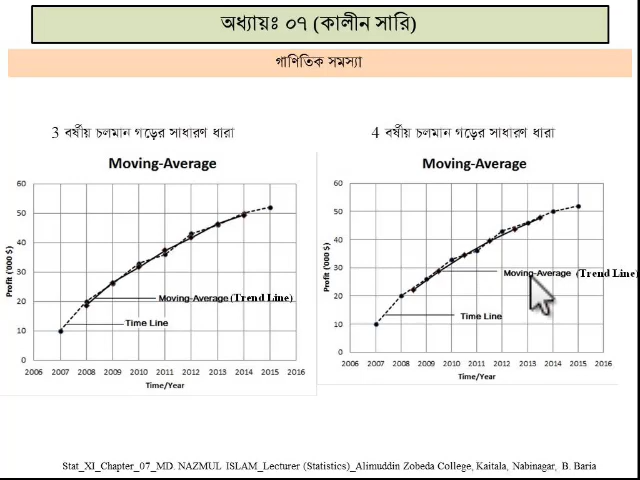 অধ্যায়ঃ ০৭ (কালীন সারি)
গাণিতিক সমস্যা
3 বর্ষীয় চলমান গড়ের সাধারণ ধারা
4 বর্ষীয় চলমান গড়ের সাধারণ ধারা
Moving-Average
60
50
40
30
20
10
0
Profit ('000 $)
Moving-Average (Trend Line)
Time Line
2006 2007 2008 2009 2010 2011 2012 2013 2014 2015 2016
Time/Year
Moving-Average
60
50
40
30
20
10
0
Profit ('000 $)
Moving-Average (Trend Line)
Time Line
2006 2007 2008 2009 2010 2011 2012 2013 2014 2015 2016
Time/Year
Stat_XI_Chapter_07_MD. NAZMUL ISLAM_Lecturer (Statistics)_Alimuddin Zobeda College, Kaitala, Nabinagar, B. Baria